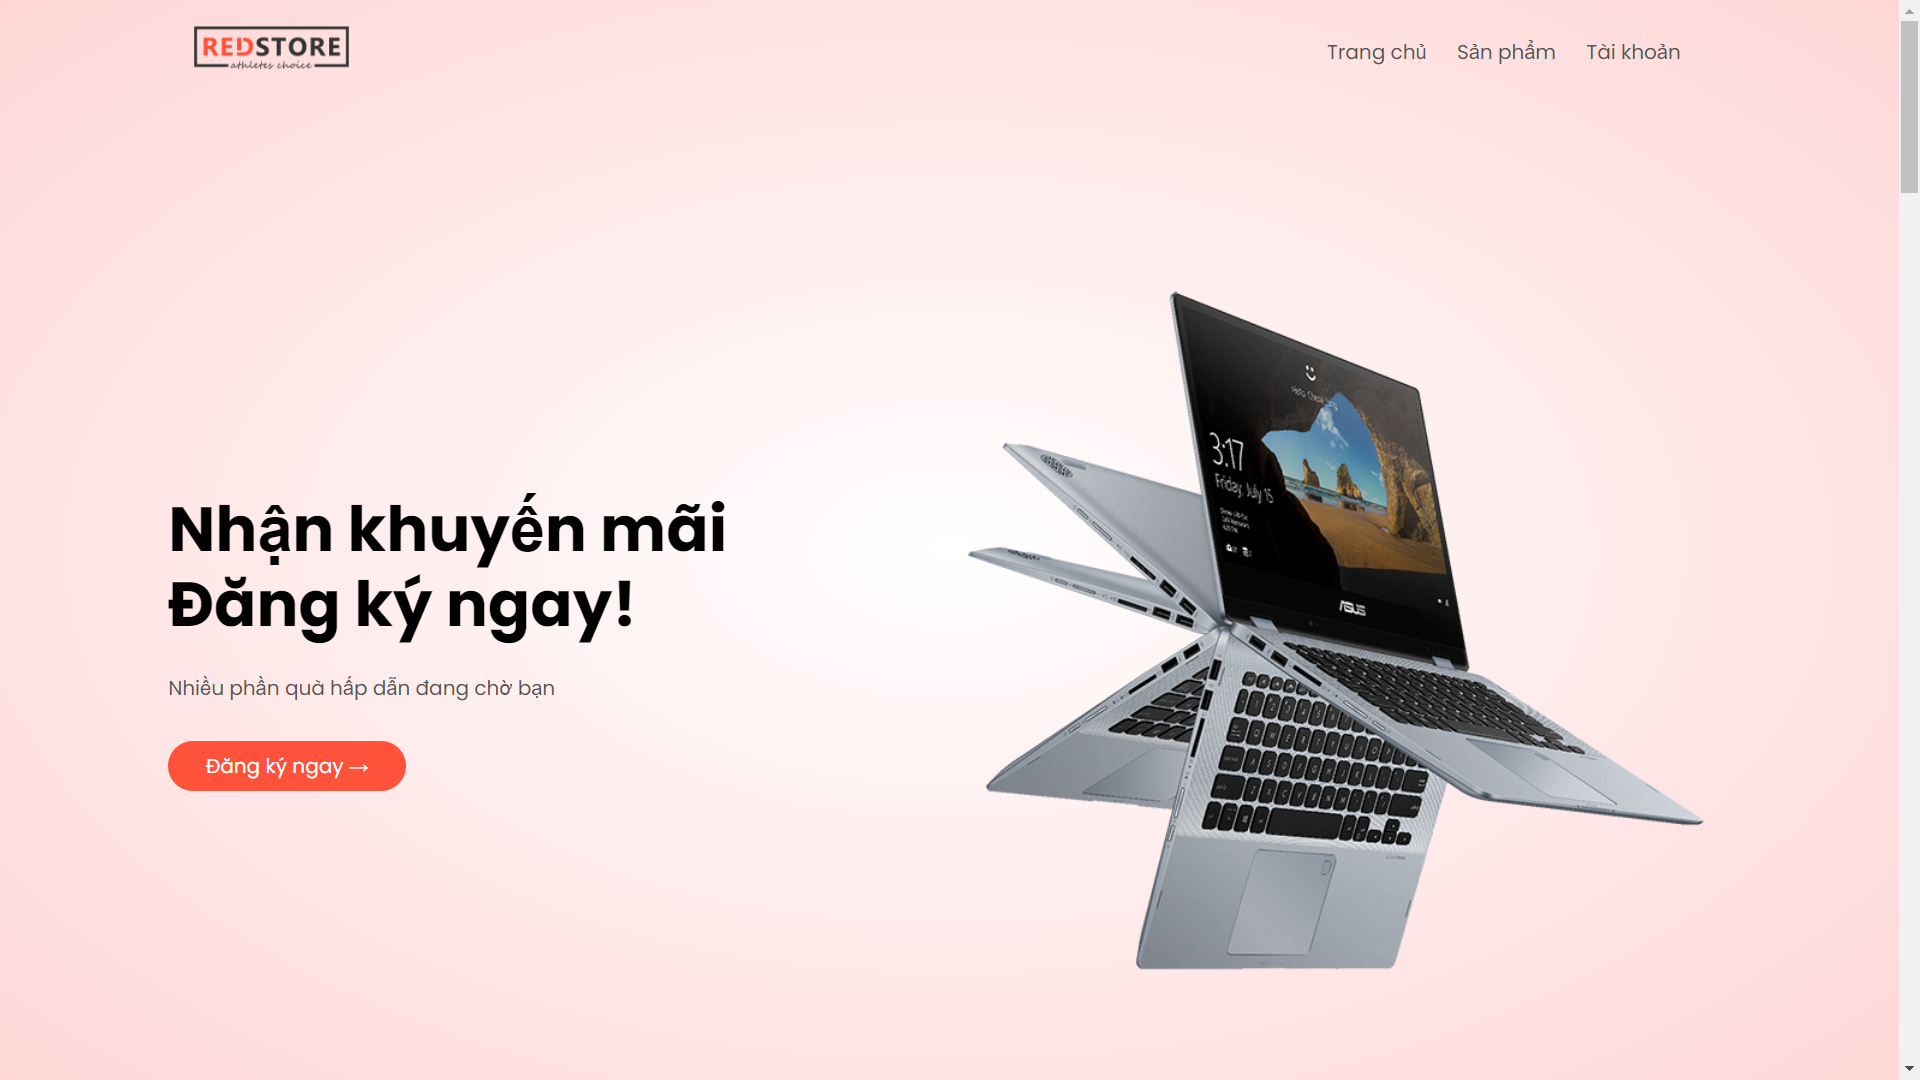 REDSTORE
athletes choice
Trang chủ
Sản phẩm
Tài khoản
Nhận khuyến mãi
Đăng ký ngay!
Nhiều phần quà hấp dẫn đang chờ bạn
Đăng ký ngay →
3:17
Friday, July 15
ASUS